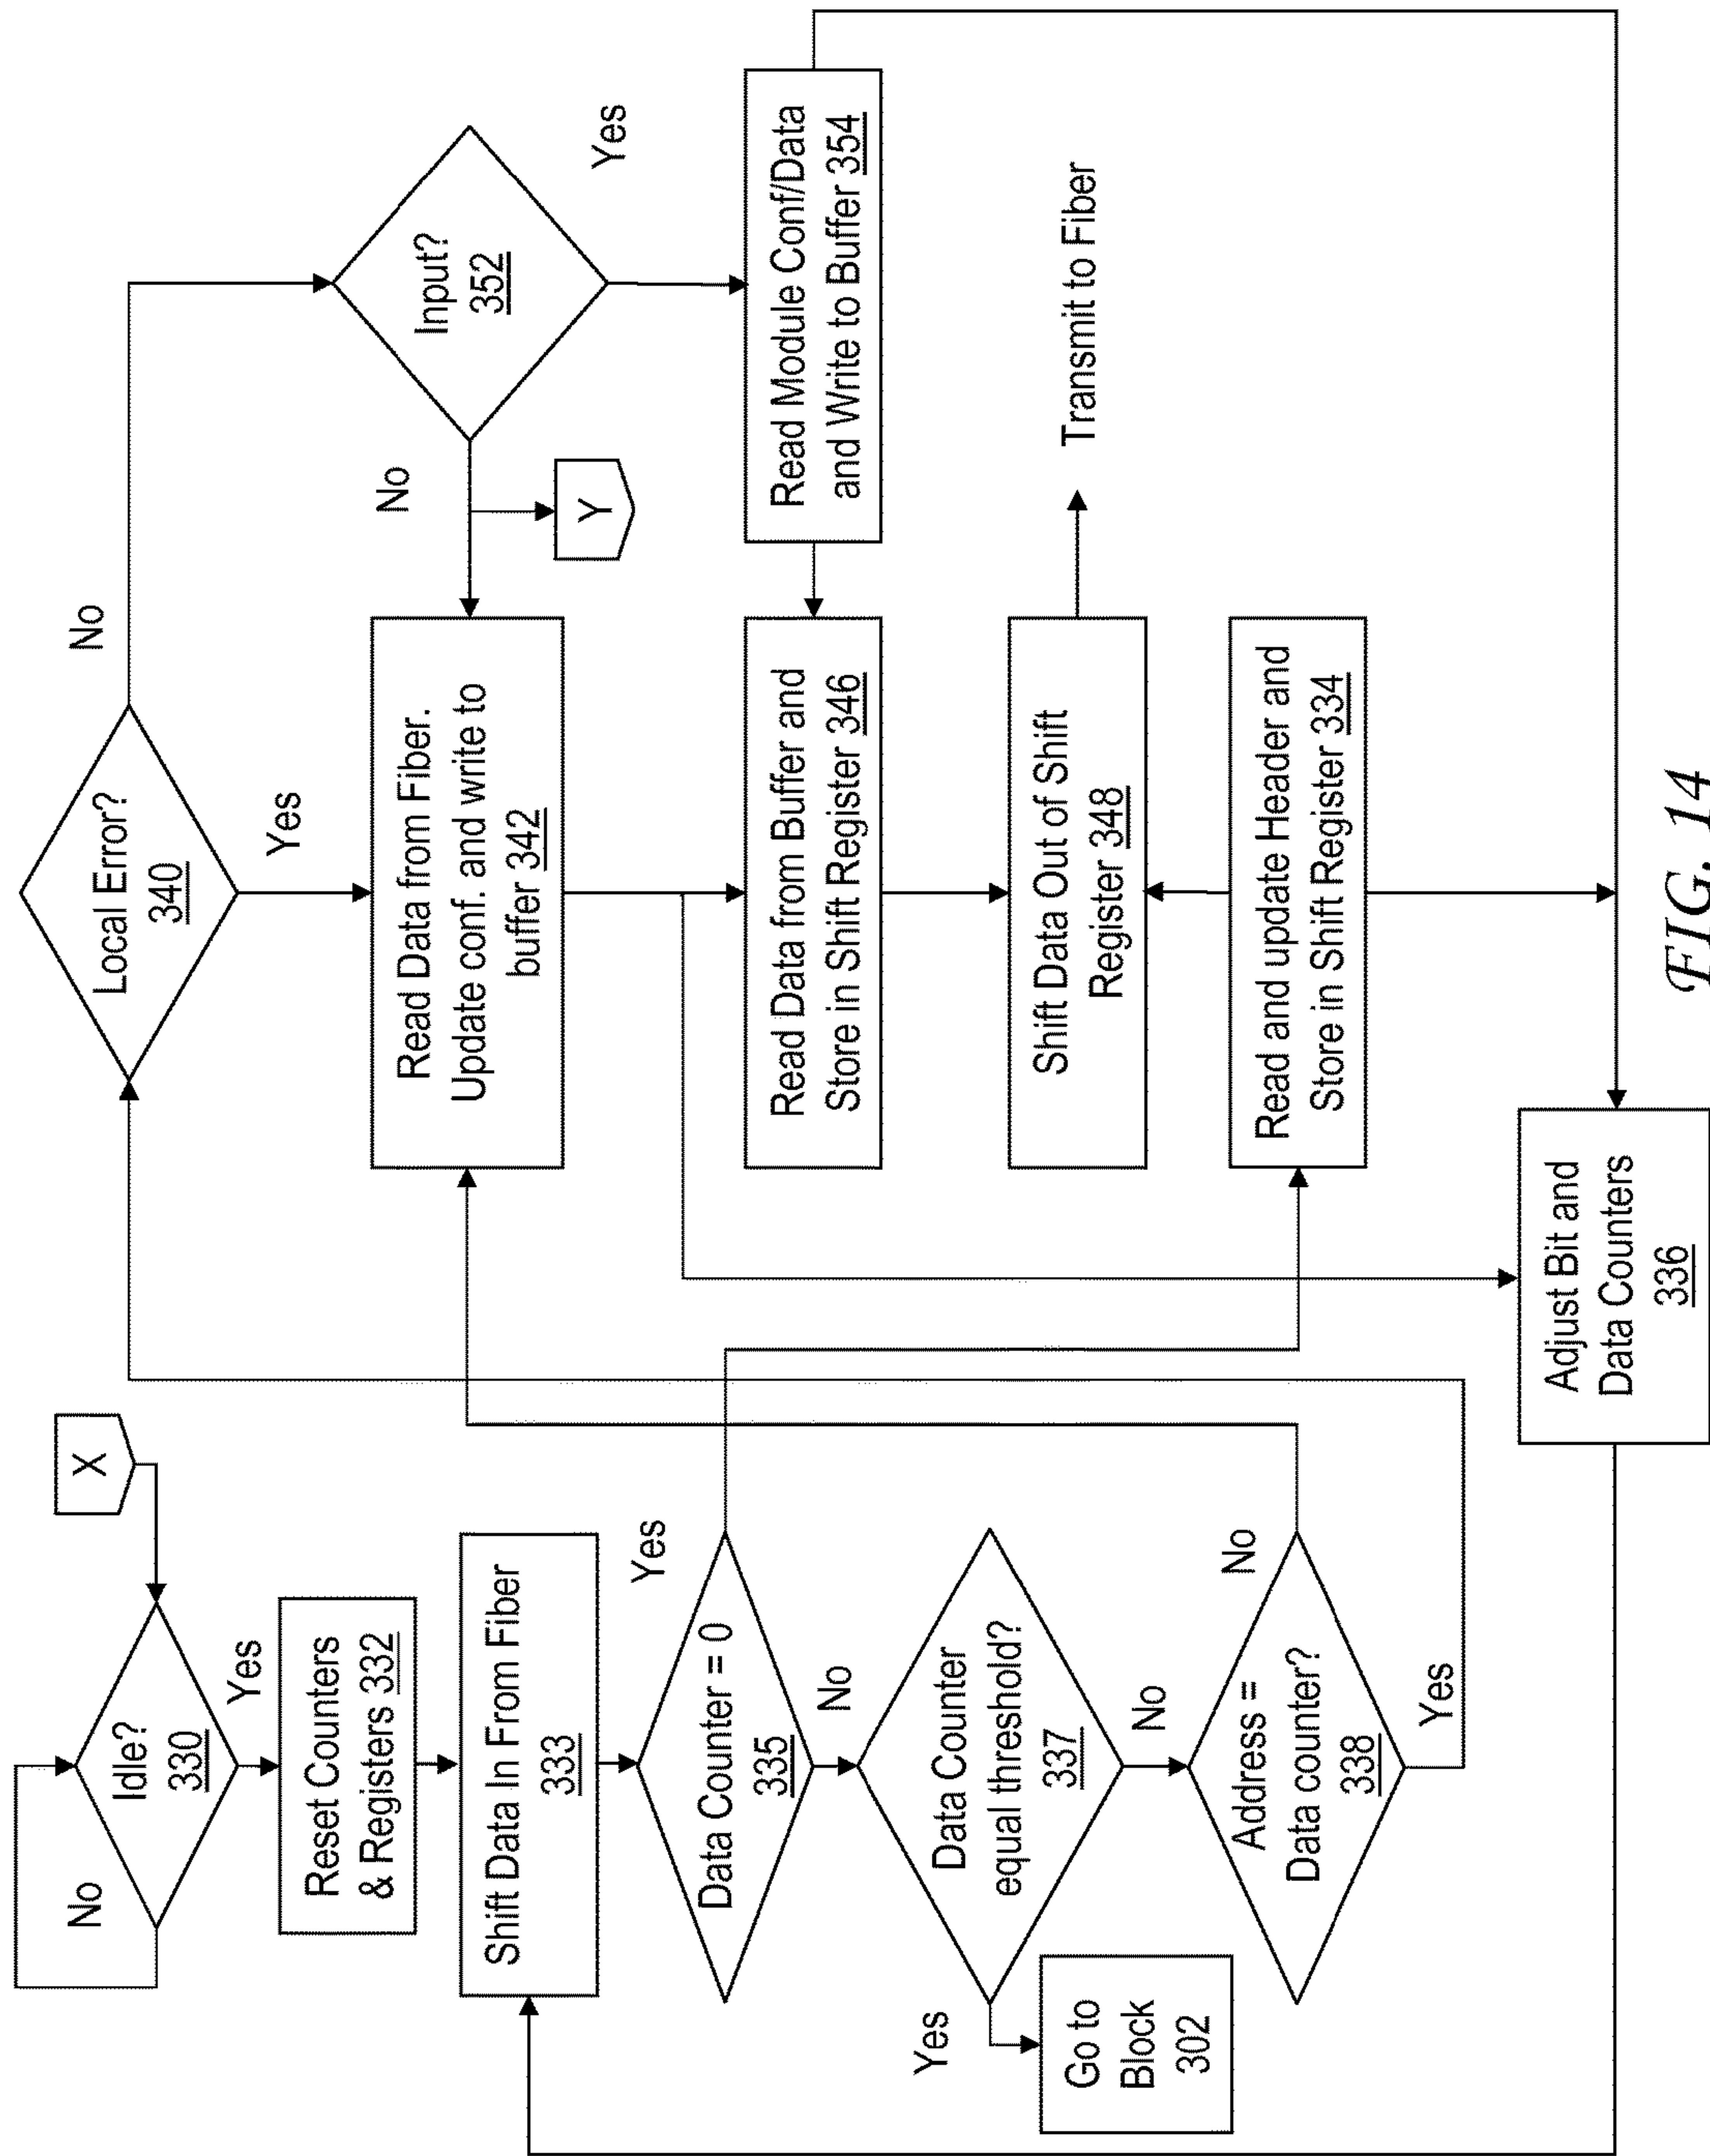 X
No
Idle?
330
Yes
Reset Counters
& Registers 332
Shift Data In From Fiber
333
Yes
Data Counter = 0
335
No
Data Counter
equal threshold?
337
Yes
Go to
Block
302
No
Address =
Data counter?
338
No
Yes
Local Error?
340
No
Yes
Read Data from Fiber.
Update conf. and write to
buffer 342
No
Y
Input?
352
Yes
Read Data from Buffer and
Store in Shift Register 346
Read Module Conf/Data
and Write to Buffer 354
Shift Data Out of Shift
Register 348
Transmit to Fiber
Read and update Header and
Store in Shift Register 334
Adjust Bit and
Data Counters
336
FIG. 14